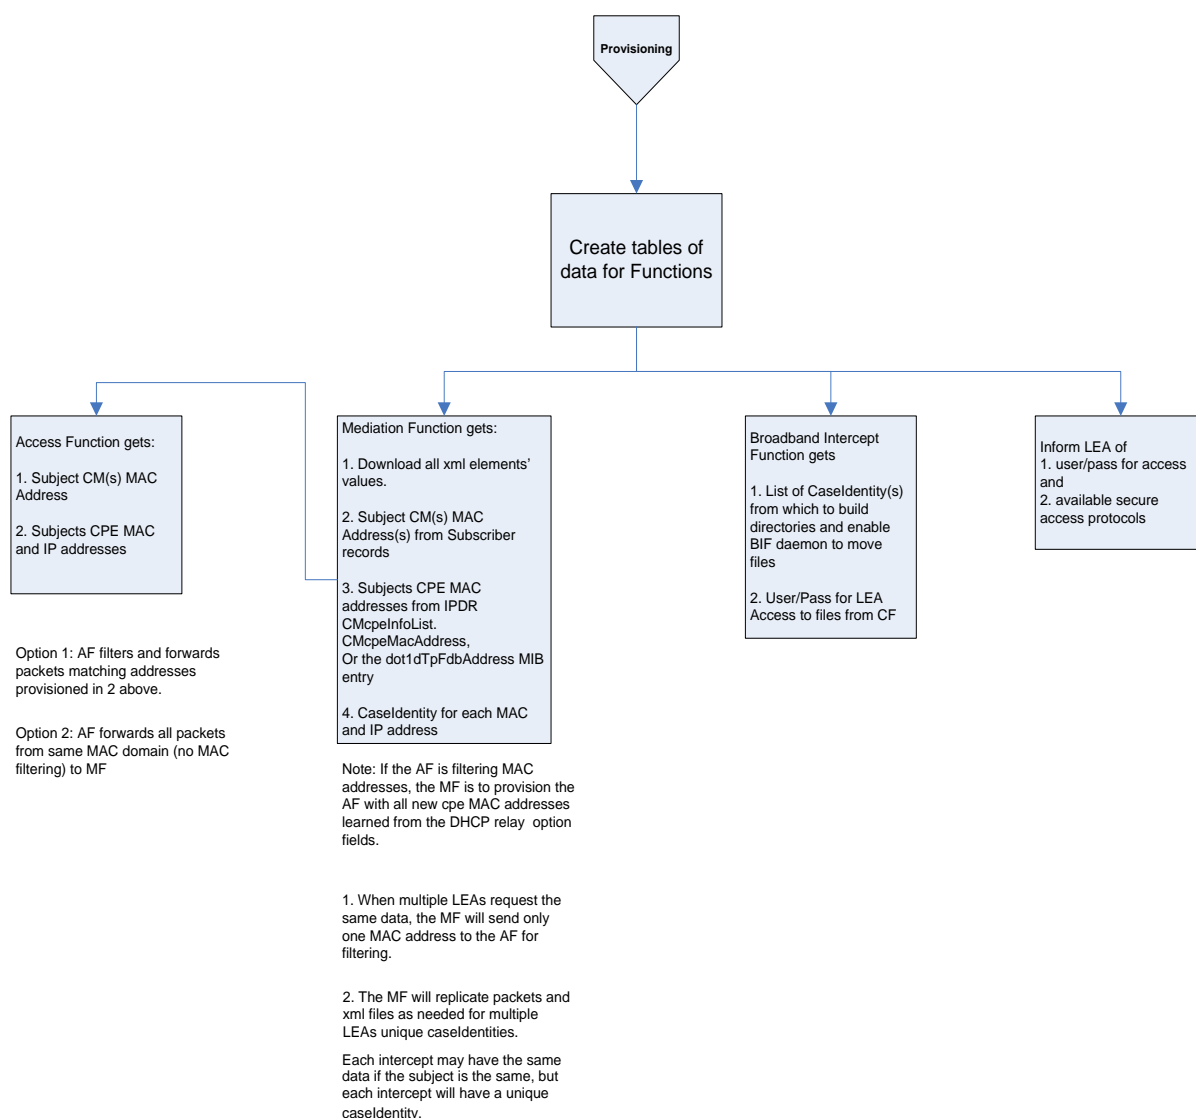 Provisioning
Create tables of
data for Functions
Access Function gets:
1. Subject CM(s) MAC
Address
2. Subjects CPE MAC
and IP addresses
Option 1: AF filters and forwards
packets matching addresses
provisioned in 2 above.
Option 2: AF forwards all packets
from same MAC domain (no MAC
filtering) to MF
Mediation Function gets:
1. Download all xml elements’
values.
2. Subject CM(s) MAC
Address(s) from Subscriber
records
3. Subjects CPE MAC
addresses from IPDR
CMcpeInfoList.
CMcpeMacAddress,
Or the dot1dTpFdbAddress MIB
entry
4. CaseIdentity for each MAC
and IP address
Note: If the AF is filtering MAC
addresses, the MF is to provision the
AF with all new cpe MAC addresses
learned from the DHCP relay option
fields.
1. When multiple LEAs request the
same data, the MF will send only
one MAC address to the AF for
filtering.
2. The MF will replicate packets and
xml files as needed for multiple
LEAs unique caseIdentities.
Each intercept may have the same
data if the subject is the same, but
each intercept will have a unique
caseIdentity.
Broadband Intercept
Function gets
1. List of CaseIdentity(s)
from which to build
directories and enable
BIF daemon to move
files
2. User/Pass for LEA
Access to files from CF
Inform LEA of
1. user/pass for access
and
2. available secure
access protocols